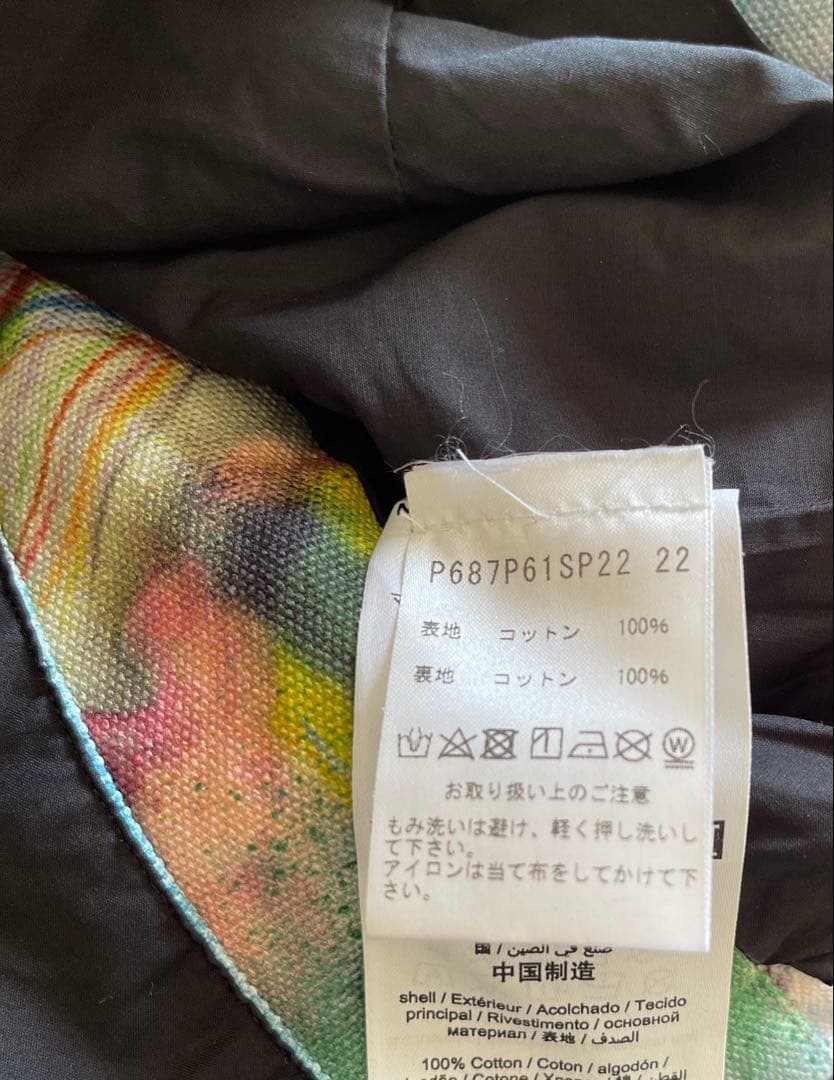 P687P61SP22 22
表地 コットン 100%
裏地 コットン 100%
W
お取り扱い上のご注意
もみ洗いは避け、軽く押し洗いし
て下さい。
アイロンは当て布をしてかけて下
さい。
国 / صنع في الصين /
中国制造
shell / Extérieur / Acolchado / Tecido
principal / Rivestimento / основной
материал / 表地 / الصدف
100% Cotton / Coton / algodón /